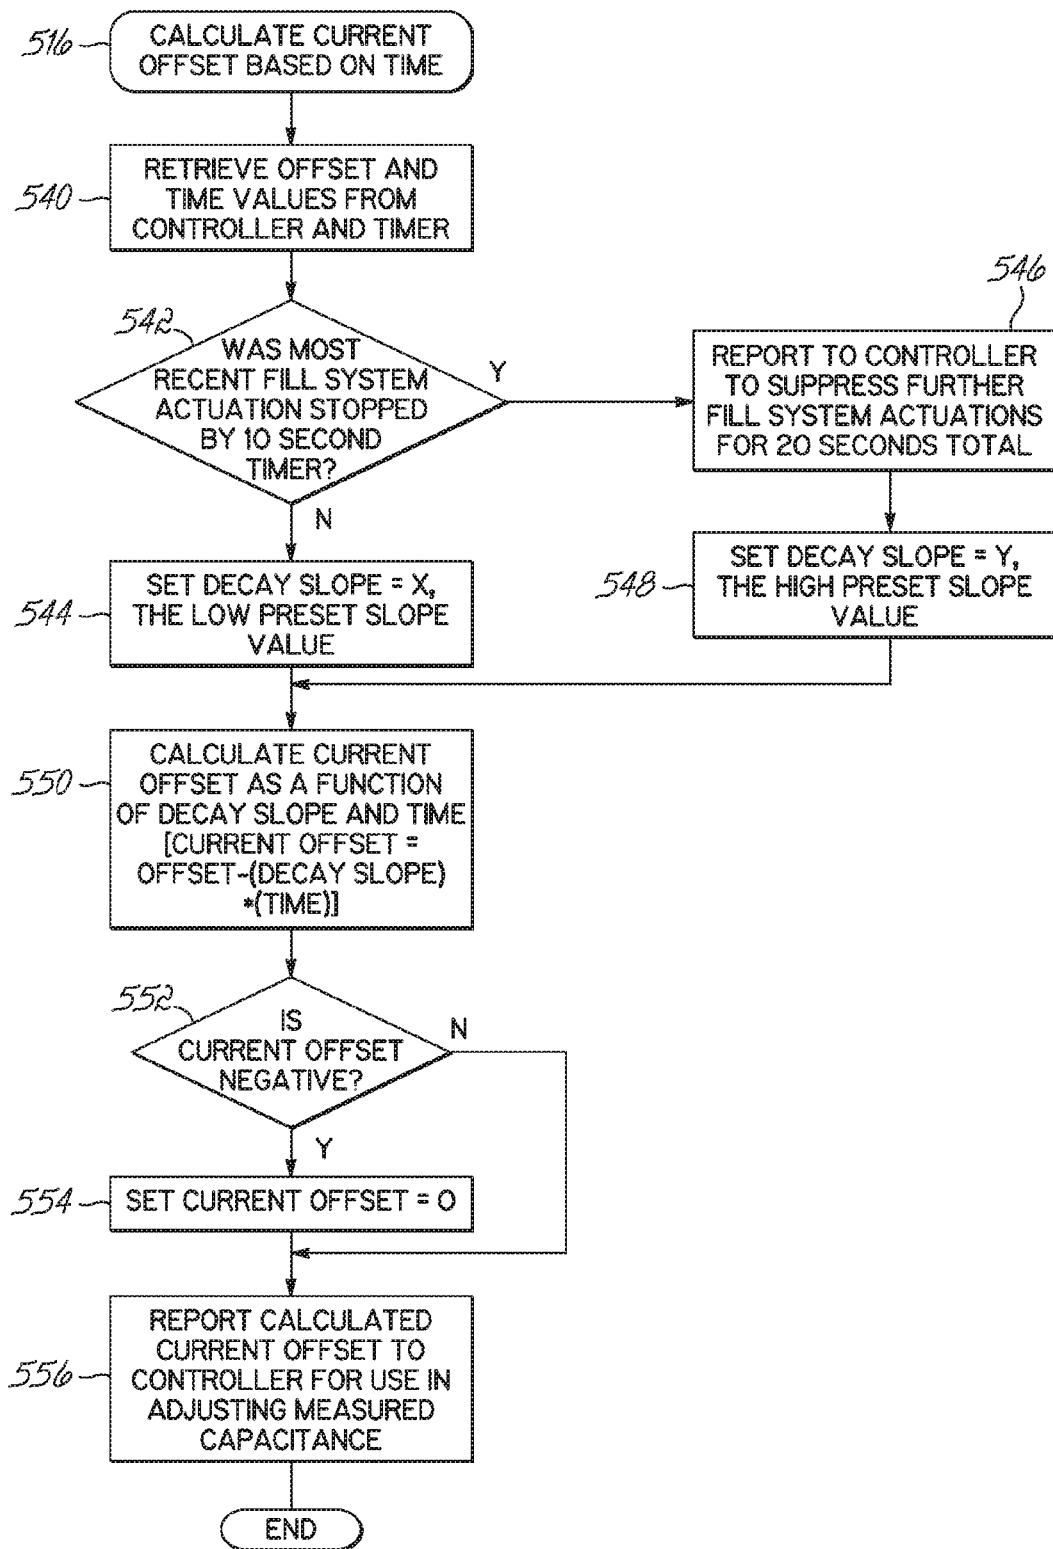 516
CALCULATE CURRENT
OFFSET BASED ON TIME
540
RETRIEVE OFFSET AND
TIME VALUES FROM
CONTROLLER AND TIMER
542
WAS MOST
RECENT FILL SYSTEM
ACTUATION STOPPED
BY 10 SECOND
TIMER?
Y
N
546
REPORT TO CONTROLLER
TO SUPPRESS FURTHER
FILL SYSTEM ACTUATIONS
FOR 20 SECONDS TOTAL
544
SET DECAY SLOPE = X,
THE LOW PRESET SLOPE
VALUE
548
SET DECAY SLOPE = Y,
THE HIGH PRESET SLOPE
VALUE
550
CALCULATE CURRENT
OFFSET AS A FUNCTION
OF DECAY SLOPE AND TIME
[CURRENT OFFSET =
OFFSET-(DECAY SLOPE)
*(TIME)]
552
IS
CURRENT OFFSET
NEGATIVE?
N
Y
554
SET CURRENT OFFSET = 0
556
REPORT CALCULATED
CURRENT OFFSET TO
CONTROLLER FOR USE IN
ADJUSTING MEASURED
CAPACITANCE
END